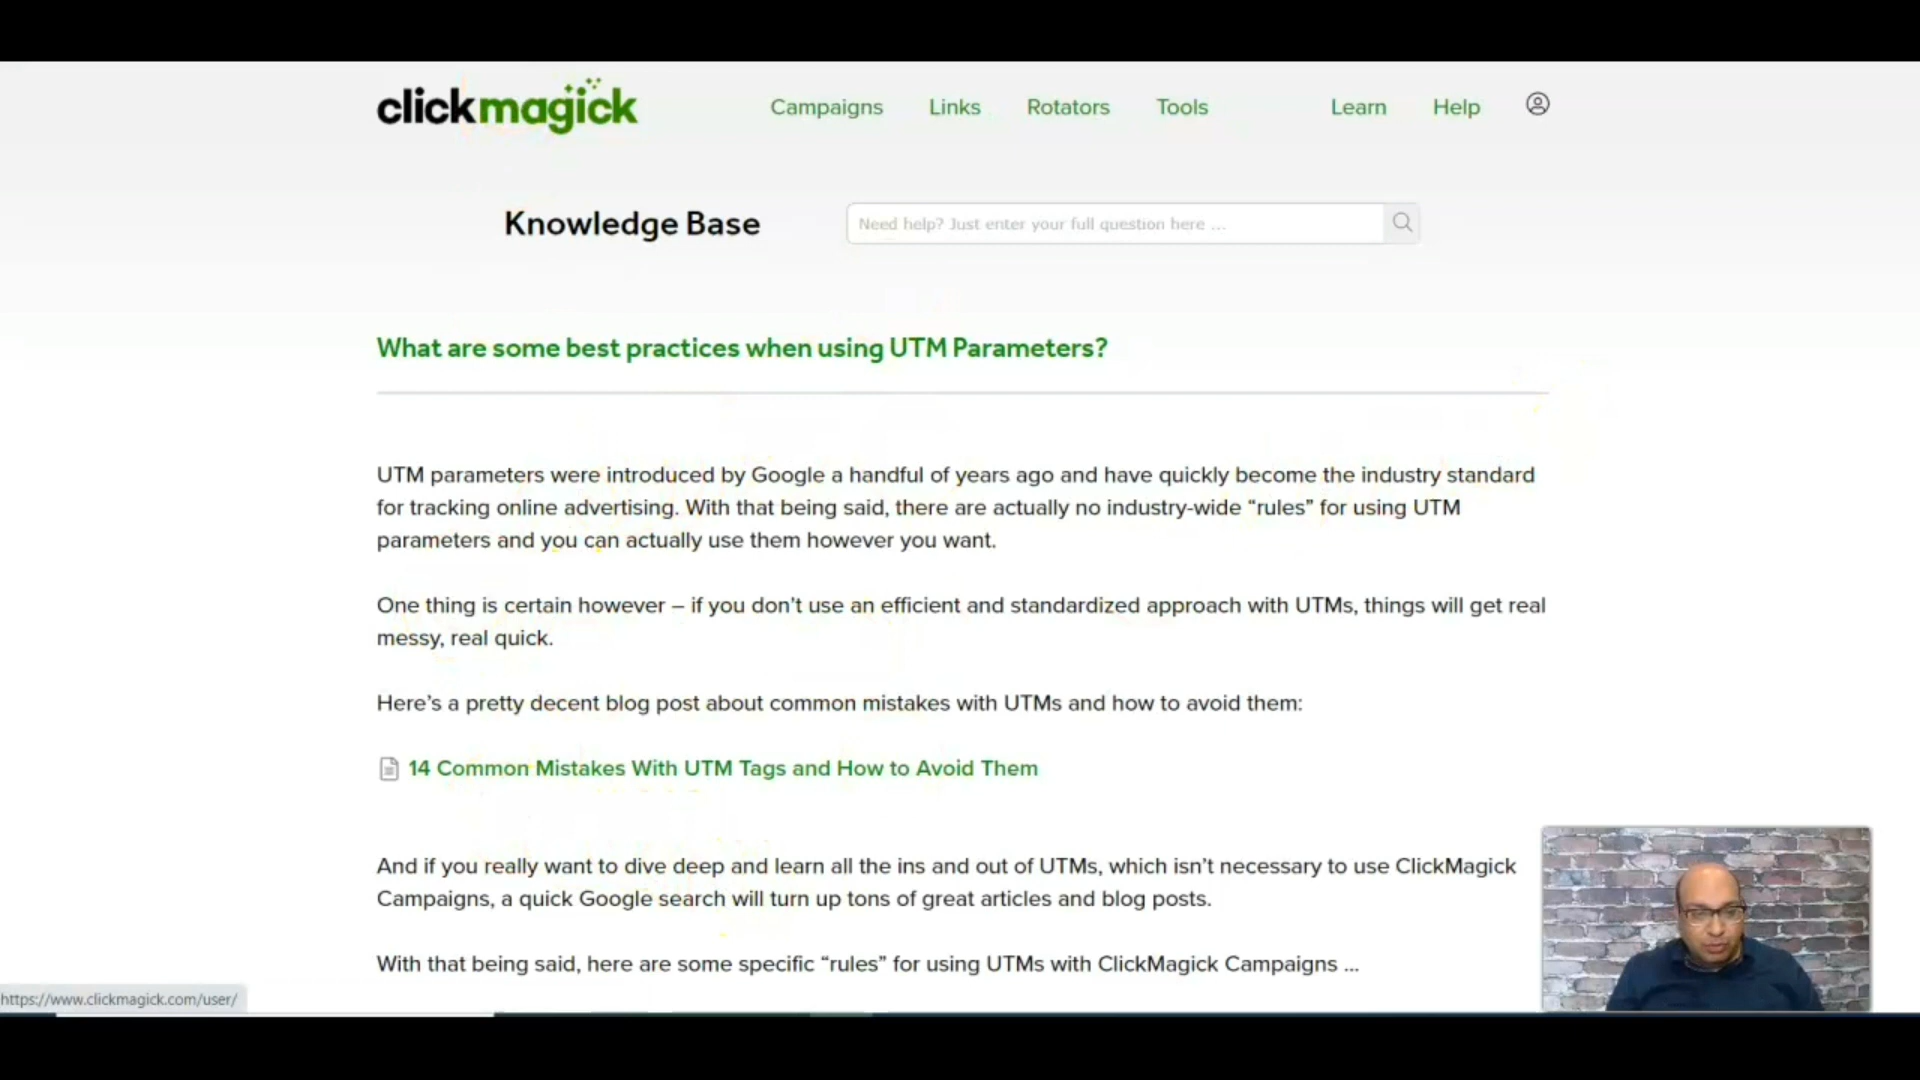 clickmagick
Campaigns Links Rotators Tools Learn Help
Knowledge Base
Need help? Just enter your full question here ...
What are some best practices when using UTM Parameters?
UTM parameters were introduced by Google a handful of years ago and have quickly become the industry standard
for tracking online advertising. With that being said, there are actually no industry-wide “rules” for using UTM
parameters and you can actually use them however you want.
One thing is certain however – if you don’t use an efficient and standardized approach with UTMs, things will get real
messy, real quick.
Here’s a pretty decent blog post about common mistakes with UTMs and how to avoid them:
14 Common Mistakes With UTM Tags and How to Avoid Them
And if you really want to dive deep and learn all the ins and out of UTMs, which isn’t necessary to use ClickMagick
Campaigns, a quick Google search will turn up tons of great articles and blog posts.
With that being said, here are some specific “rules” for using UTMs with ClickMagick Campaigns ...
https://www.clickmagick.com/user/